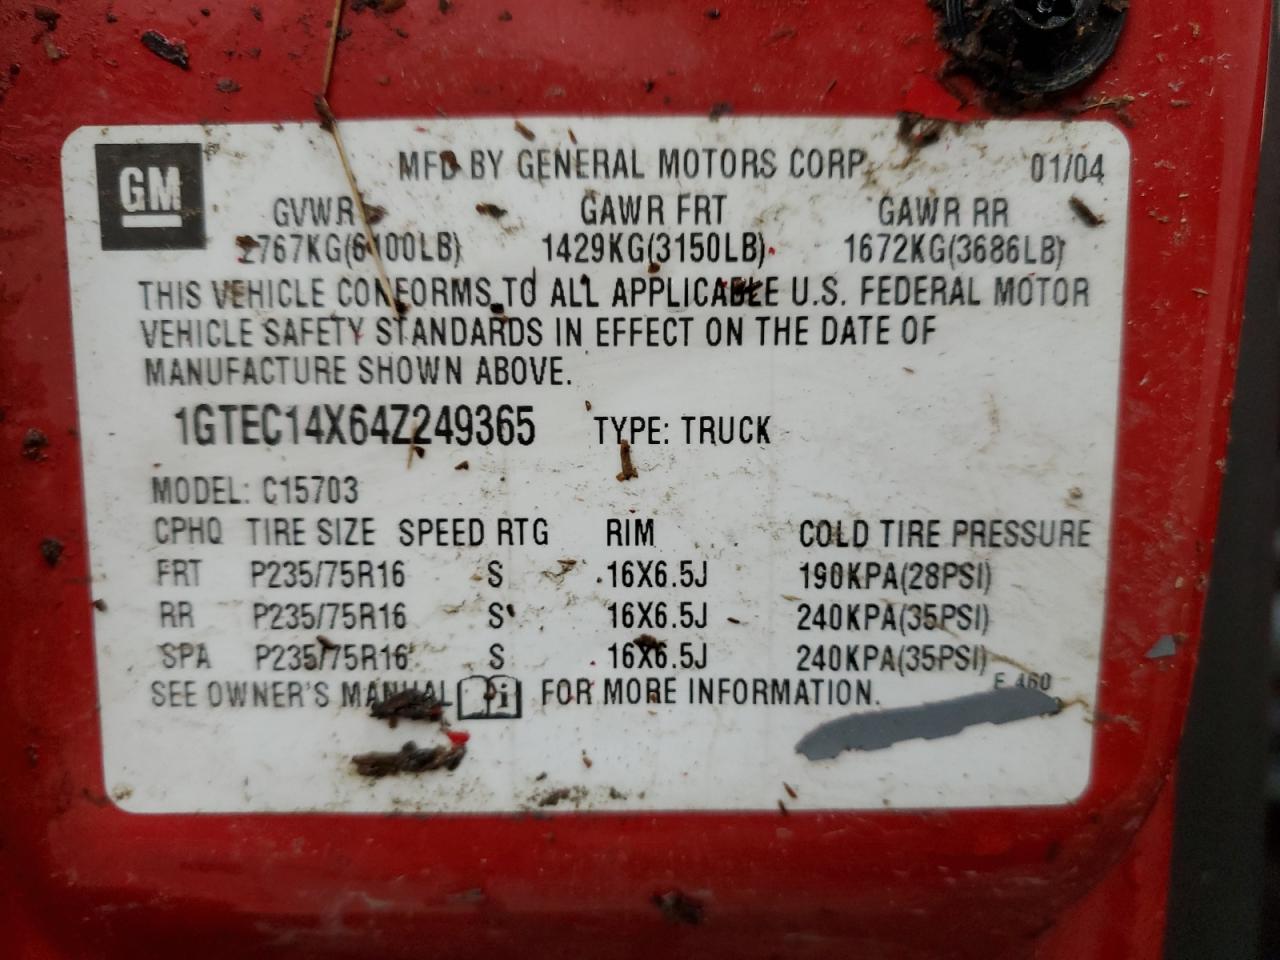 GM
MFD BY GENERAL MOTORS CORP 01/04
GVWR GAWR FRT GAWR RR
2767KG(6100LB) 1429KG(3150LB) 1672KG(3686LB)
THIS VEHICLE CONFORMS TO ALL APPLICABLE U.S. FEDERAL MOTOR
VEHICLE SAFETY STANDARDS IN EFFECT ON THE DATE OF
MANUFACTURE SHOWN ABOVE.
1GTEC14X64Z249365 TYPE: TRUCK
MODEL: C15703
CPHQ TIRE SIZE SPEED RTG RIM COLD TIRE PRESSURE
FRT P235/75R16 S 16X6.5J 190KPA(28PSI)
RR P235/75R16 S 16X6.5J 240KPA(35PSI)
SPA P235/75R16 S 16X6.5J 240KPA(35PSI)
SEE OWNER'S MANUAL i FOR MORE INFORMATION.